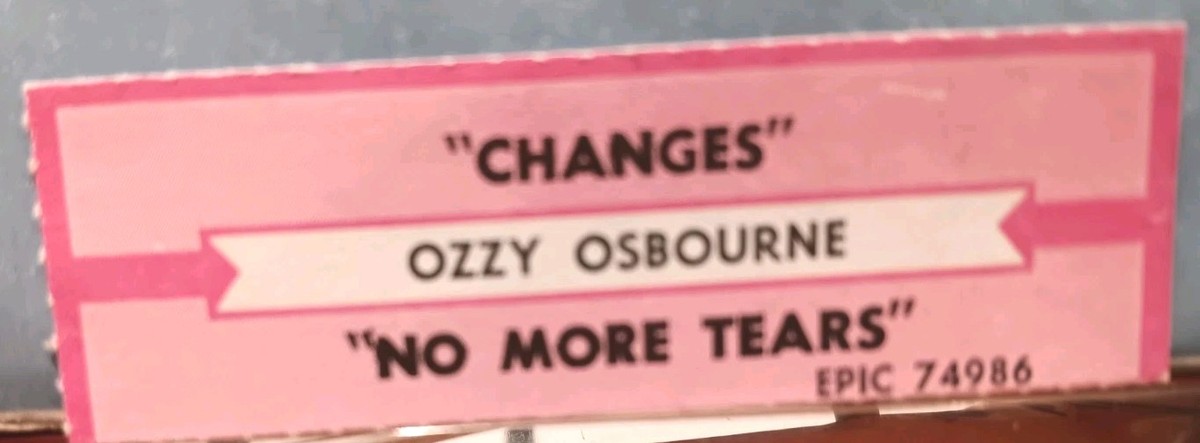 "CHANGES"
OZZY OSBOURNE
"NO MORE TEARS"
EPIC 74986